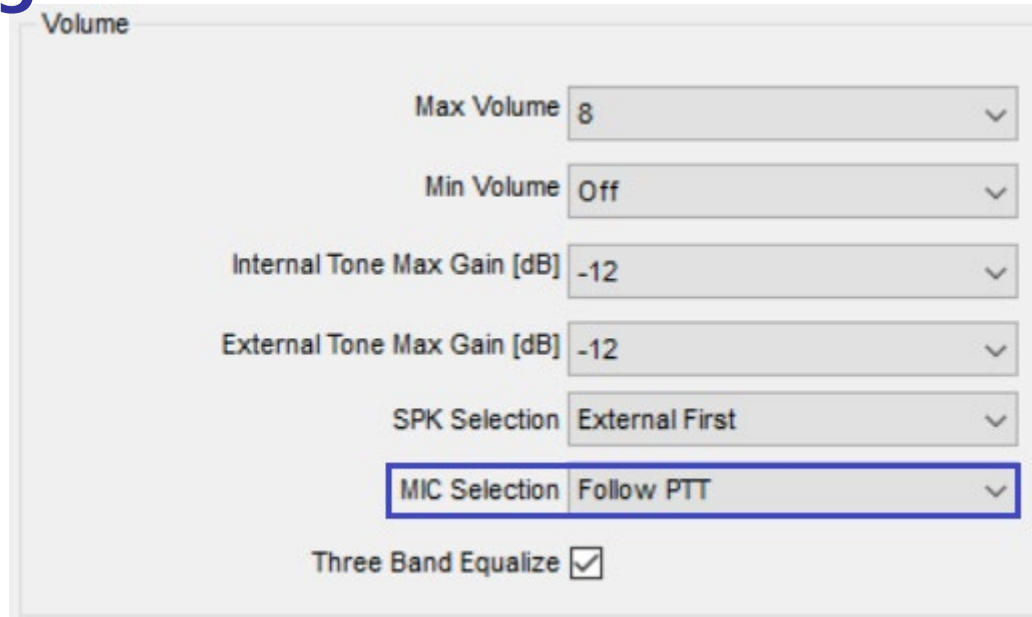 Volume
Max Volume 8
Min Volume Off
Internal Tone Max Gain [dB] -12
External Tone Max Gain [dB] -12
SPK Selection External First
MIC Selection Follow PTT
Three Band Equalize